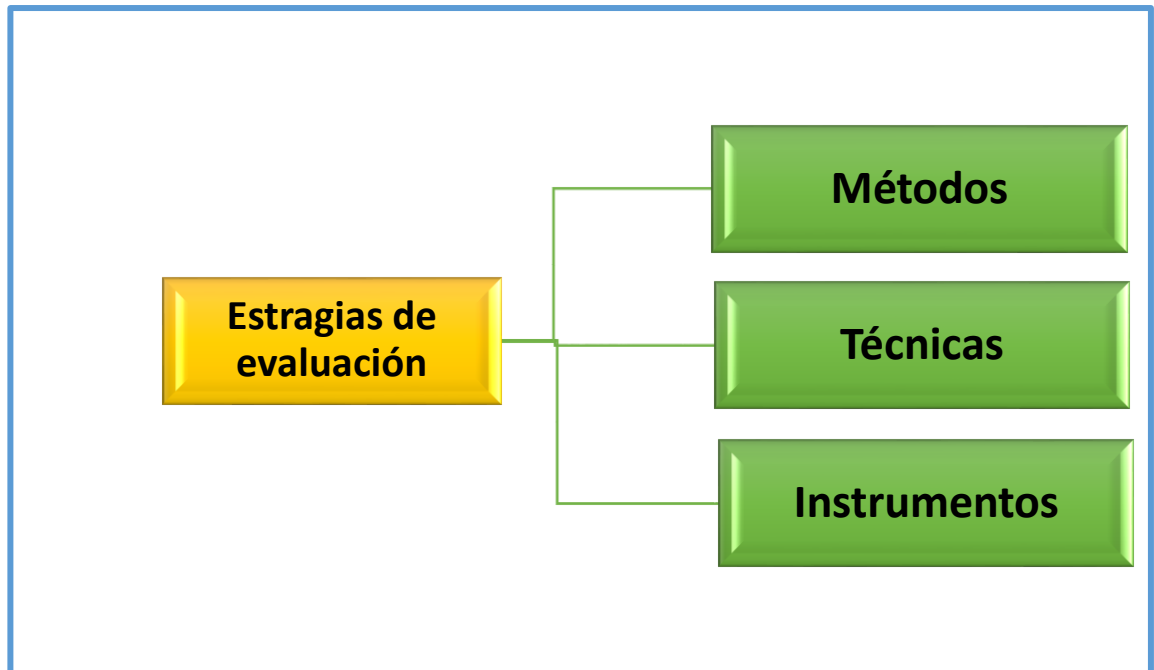 Métodos
Estragias de
evaluación
Técnicas
Instrumentos